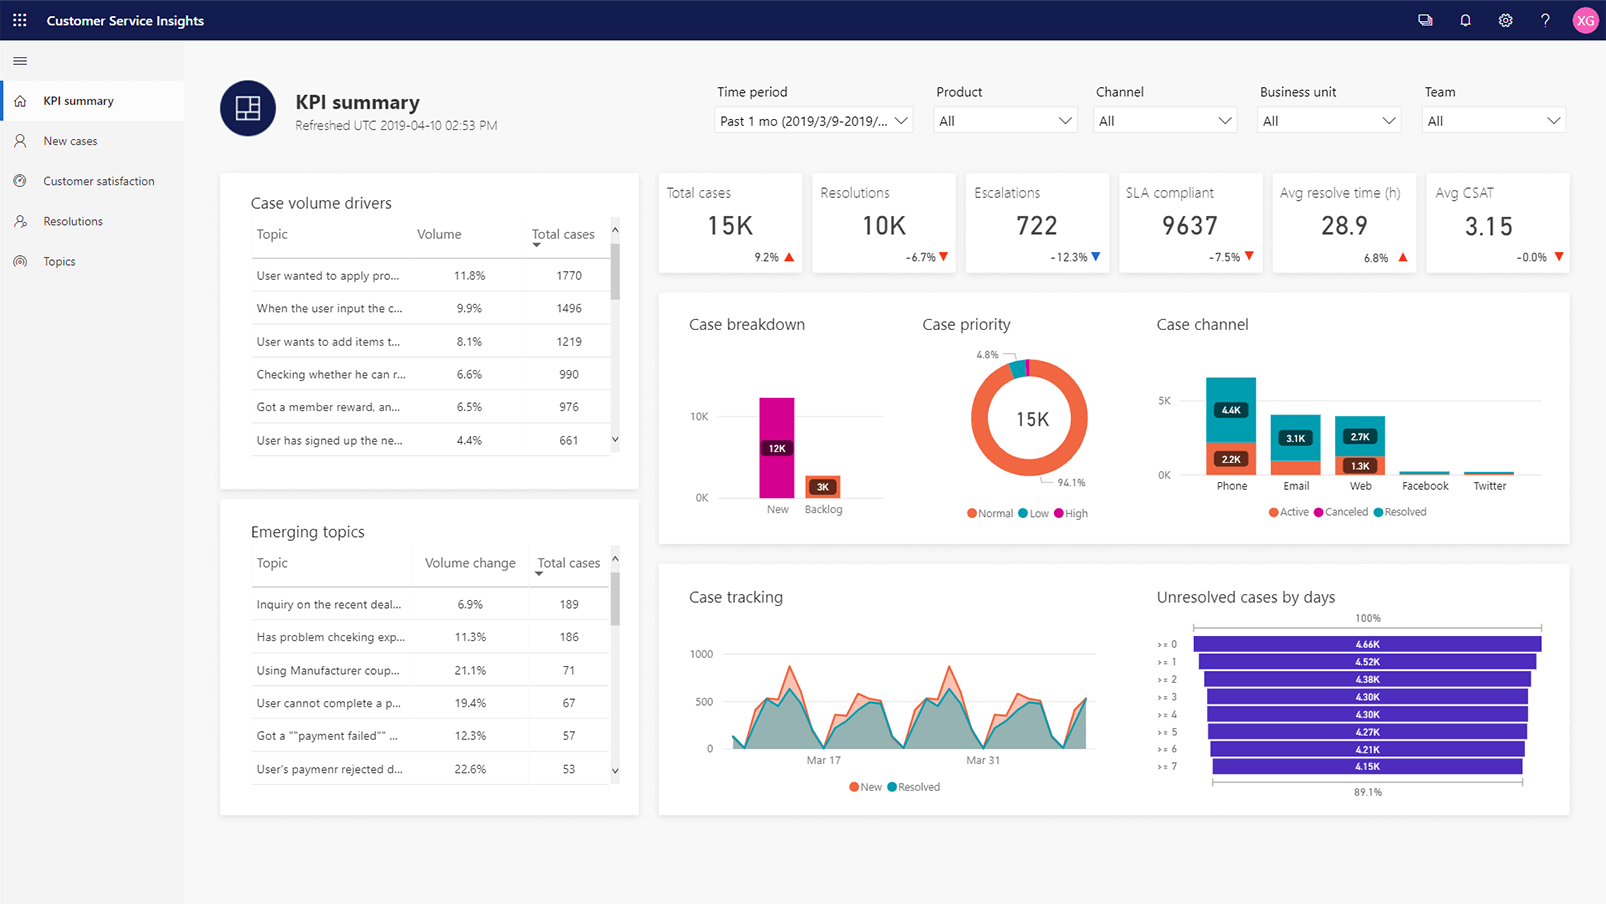 Customer Service Insights
?
XG
KPI summary
New cases
Customer satisfaction
Resolutions
Topics
KPI summary
Refreshed UTC 2019-04-10 02:53 PM
Time period
Past 1 mo (2019/3/9-2019/...
Product
All
Channel
All
Business unit
All
Team
All
Case volume drivers
Topic Volume Total cases
User wanted to apply pro... 11.8% 1770
When the user input the c... 9.9% 1496
User wants to add items t... 8.1% 1219
Checking whether he can r... 6.6% 990
Got a member reward, an... 6.5% 976
User has signed up the ne... 4.4% 661
Emerging topics
Topic Volume change Total cases
Inquiry on the recent deal... 6.9% 189
Has problem chceking exp... 11.3% 186
Using Manufacturer coup... 21.1% 71
User cannot complete a p... 19.4% 67
Got a ""payment failed"" ... 12.3% 57
User's paymenr rejected d... 22.6% 53
Total cases
15K
9.2%
Resolutions
10K
-6.7%
Escalations
722
-12.3%
SLA compliant
9637
-7.5%
Avg resolve time (h)
28.9
6.8%
Avg CSAT
3.15
-0.0%
Case breakdown
10K
0K
12K
3K
New Backlog
Case priority
4.8%
15K
94.1%
Normal Low High
Case channel
5K
0K
4.4K
2.2K
3.1K
2.7K
1.3K
Phone Email Web Facebook Twitter
Active Canceled Resolved
Case tracking
1000
500
0
Mar 17 Mar 31
New Resolved
Unresolved cases by days
100%
>= 0 4.66K
>= 1 4.52K
>= 2 4.38K
>= 3 4.30K
>= 4 4.30K
>= 5 4.27K
>= 6 4.21K
>= 7 4.15K
89.1%